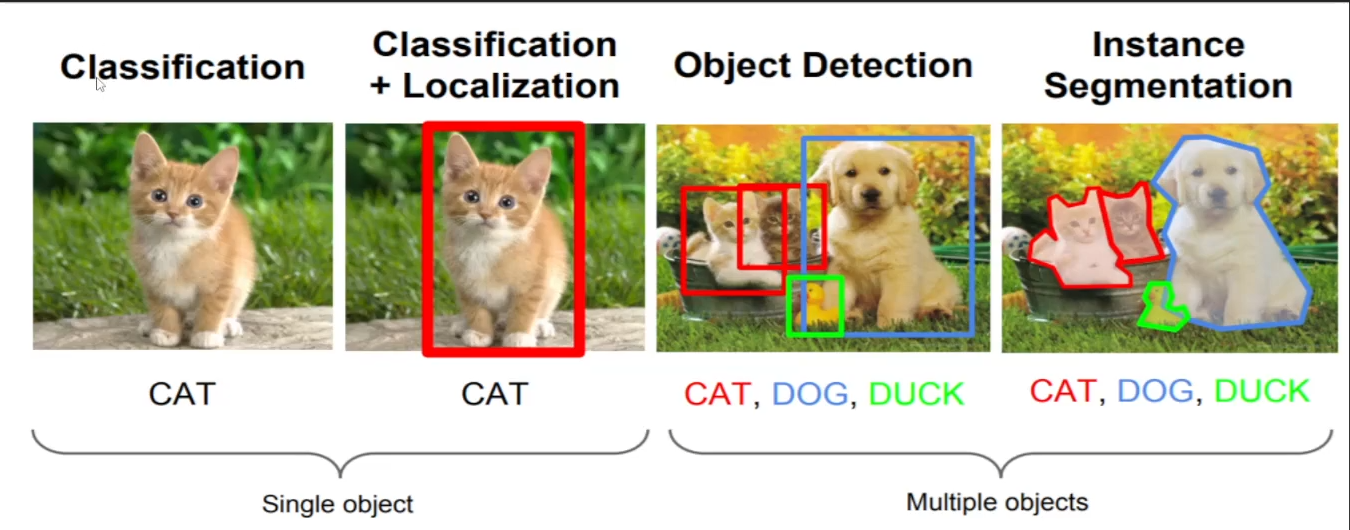 Classification
Classification
+ Localization
Object Detection
Instance
Segmentation
CAT
CAT
CAT, DOG, DUCK
CAT, DOG, DUCK
Single object
Multiple objects